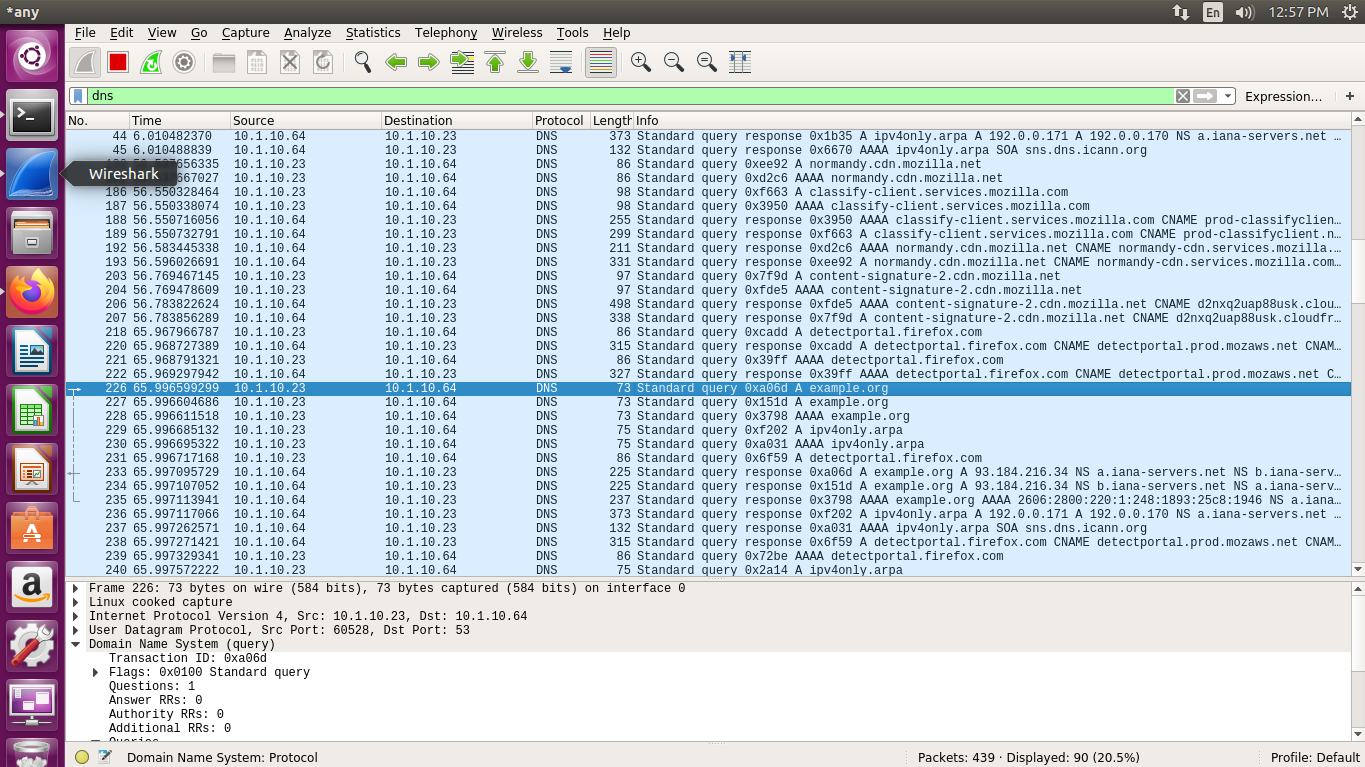 *any
En
12:57 PM
File Edit View Go Capture Analyze Statistics Telephony Wireless Tools Help
dns
Expression…
+
No. Time Source Destination Protocol Length Info
44 6.010482370 10.1.10.64 10.1.10.23 DNS 373 Standard query response 0x1b35 A ipv4only.arpa A 192.0.0.171 A 192.0.0.170 NS a.iana-servers.net …
45 6.010488839 10.1.10.64 10.1.10.23 DNS 132 Standard query response 0x6670 AAAA ipv4only.arpa SOA sns.dns.icann.org
656335 10.1.10.23 10.1.10.64 DNS 86 Standard query 0xee92 A normandy.cdn.mozilla.net
Wireshark
667027 10.1.10.23 10.1.10.64 DNS 86 Standard query 0xd2c6 AAAA normandy.cdn.mozilla.net
186 56.550328464 10.1.10.23 10.1.10.64 DNS 98 Standard query 0xf663 A classify-client.services.mozilla.com
187 56.550338074 10.1.10.23 10.1.10.64 DNS 98 Standard query 0x3950 AAAA classify-client.services.mozilla.com
188 56.550716056 10.1.10.64 10.1.10.23 DNS 255 Standard query response 0x3950 AAAA classify-client.services.mozilla.com CNAME prod-classifyclien…
189 56.550732791 10.1.10.64 10.1.10.23 DNS 299 Standard query response 0xf663 A classify-client.services.mozilla.com CNAME prod-classifyclient.n…
192 56.583445338 10.1.10.64 10.1.10.23 DNS 211 Standard query response 0xd2c6 AAAA normandy.cdn.mozilla.net CNAME normandy-cdn.services.mozilla.…
193 56.596026691 10.1.10.64 10.1.10.23 DNS 331 Standard query response 0xee92 A normandy.cdn.mozilla.net CNAME normandy-cdn.services.mozilla.com…
203 56.769467145 10.1.10.23 10.1.10.64 DNS 97 Standard query 0x7f9d A content-signature-2.cdn.mozilla.net
204 56.769478609 10.1.10.23 10.1.10.64 DNS 97 Standard query 0xfde5 AAAA content-signature-2.cdn.mozilla.net
206 56.783822624 10.1.10.64 10.1.10.23 DNS 498 Standard query response 0xfde5 AAAA content-signature-2.cdn.mozilla.net CNAME d2nxq2uap88usk.clou…
207 56.783856289 10.1.10.64 10.1.10.23 DNS 338 Standard query response 0x7f9d A content-signature-2.cdn.mozilla.net CNAME d2nxq2uap88usk.cloudfr…
218 65.967966787 10.1.10.23 10.1.10.64 DNS 86 Standard query 0xcadd A detectportal.firefox.com
220 65.968727389 10.1.10.64 10.1.10.23 DNS 315 Standard query response 0xcadd A detectportal.firefox.com CNAME detectportal.prod.mozaws.net CNAM…
221 65.968791321 10.1.10.23 10.1.10.64 DNS 86 Standard query 0x39ff AAAA detectportal.firefox.com
222 65.969297942 10.1.10.64 10.1.10.23 DNS 327 Standard query response 0x39ff AAAA detectportal.firefox.com CNAME detectportal.prod.mozaws.net C…
226 65.996599299 10.1.10.23 10.1.10.64 DNS 73 Standard query 0xa06d A example.org
227 65.996604686 10.1.10.23 10.1.10.64 DNS 73 Standard query 0x151d A example.org
228 65.996611518 10.1.10.23 10.1.10.64 DNS 73 Standard query 0x3798 AAAA example.org
229 65.996685132 10.1.10.23 10.1.10.64 DNS 75 Standard query 0xf202 A ipv4only.arpa
230 65.996695322 10.1.10.23 10.1.10.64 DNS 75 Standard query 0xa031 AAAA ipv4only.arpa
231 65.996717168 10.1.10.23 10.1.10.64 DNS 86 Standard query 0x6f59 A detectportal.firefox.com
233 65.997095729 10.1.10.64 10.1.10.23 DNS 225 Standard query response 0xa06d A example.org A 93.184.216.34 NS a.iana-servers.net NS b.iana-serv…
234 65.997107052 10.1.10.64 10.1.10.23 DNS 225 Standard query response 0x151d A example.org A 93.184.216.34 NS a.iana-servers.net NS b.iana-serv…
235 65.997113941 10.1.10.64 10.1.10.23 DNS 237 Standard query response 0x3798 AAAA example.org AAAA 2606:2800:220:1:248:1893:25c8:1946 NS a.iana…
236 65.997117066 10.1.10.64 10.1.10.23 DNS 373 Standard query response 0xf202 A ipv4only.arpa A 192.0.0.171 A 192.0.0.170 NS a.iana-servers.net …
237 65.997262571 10.1.10.64 10.1.10.23 DNS 132 Standard query response 0xa031 AAAA ipv4only.arpa SOA sns.dns.icann.org
238 65.997271421 10.1.10.64 10.1.10.23 DNS 315 Standard query response 0x6f59 A detectportal.firefox.com CNAME detectportal.prod.mozaws.net CNAM…
239 65.997329341 10.1.10.23 10.1.10.64 DNS 86 Standard query 0x72be AAAA detectportal.firefox.com
240 65.997572222 10.1.10.23 10.1.10.64 DNS 75 Standard query 0x2a14 A ipv4only.arpa
Frame 226: 73 bytes on wire (584 bits), 73 bytes captured (584 bits) on interface 0
Linux cooked capture
Internet Protocol Version 4, Src: 10.1.10.23, Dst: 10.1.10.64
User Datagram Protocol, Src Port: 60528, Dst Port: 53
Domain Name System (query)
Transaction ID: 0xa06d
Flags: 0x0100 Standard query
Questions: 1
Answer RRs: 0
Authority RRs: 0
Additional RRs: 0
Queries
Domain Name System: Protocol
Packets: 439 · Displayed: 90 (20.5%)
Profile: Default